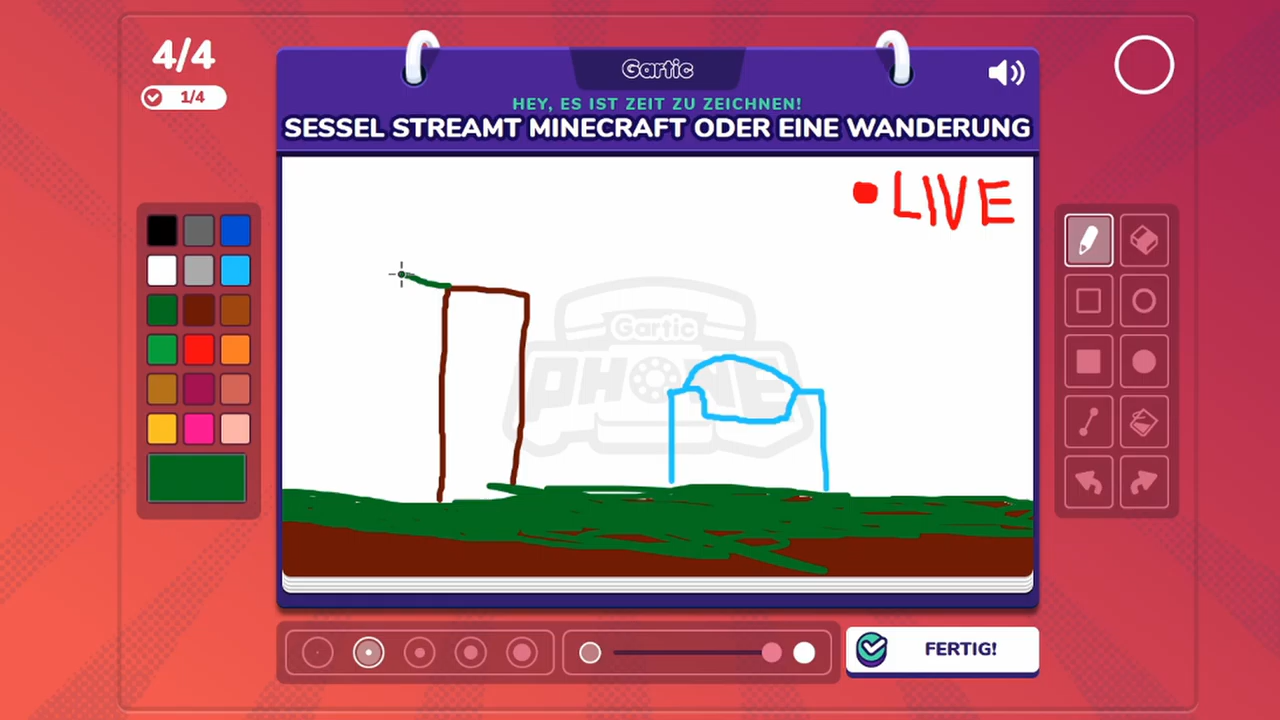 4/4
1/4
Gartic
HEY, ES IST ZEIT ZU ZEICHNEN!
SESSEL STREAMT MINECRAFT ODER EINE WANDERUNG
LIVE
Gartic
PHONE
FERTIG!